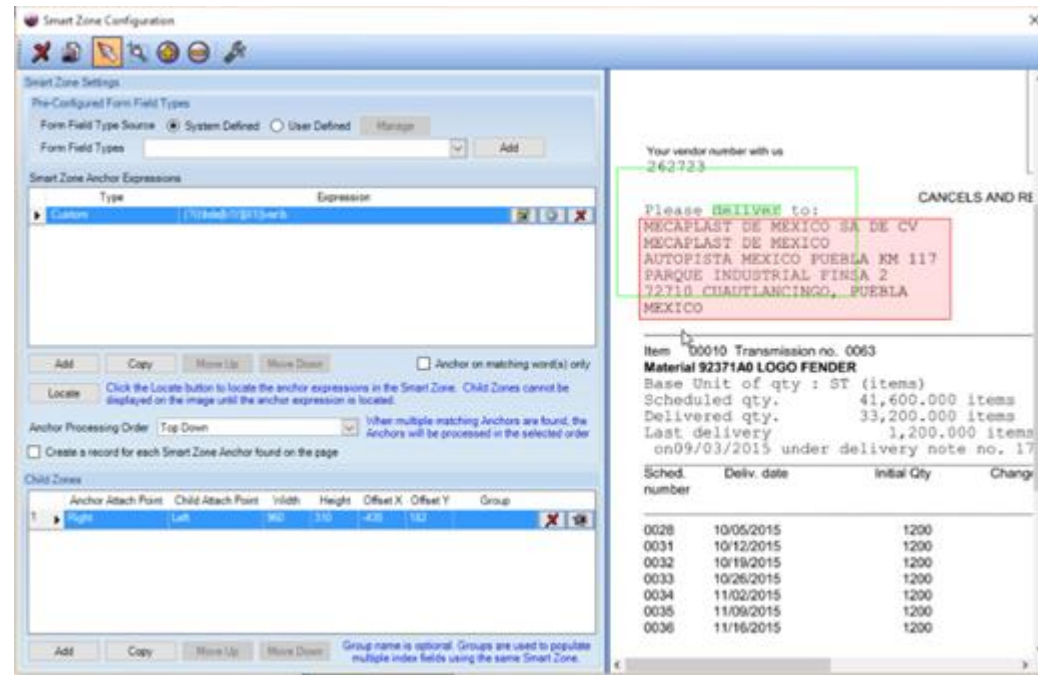 Smart Zone Configuration
Smart Zone Settings
Pre-Configured Form Field Types
Form Field Type Source System Defined User Defined Manage
Form Field Types Add
Smart Zone Anchor Expressions
Type Expression
Custom
Add Copy Move Up Move Down Anchor on matching word(s) only
Locate Click the Locate button to locate the anchor expressions in the Smart Zone. Child Zones cannot be
displayed on the image until the anchor expression is located.
Anchor Processing Order Top Down When multiple matching Anchors are found, the
Anchors will be processed in the selected order
Create a record for each Smart Zone Anchor found on the page
Child Zones
Anchor Attach Point Child Attach Point Width Height Offset X Offset Y Group
1 Right Left 960 310 -435 182
Add Copy Move Up Move Down Group name is optional. Groups are used to populate
multiple index fields using the same Smart Zone.
Your vendor number with us
262723
CANCELS AND RE
Please deliver to:
MECAPLAST DE MEXICO SA DE CV
MECAPLAST DE MEXICO
AUTOPISTA MEXICO PUEBLA KM 117
PARQUE INDUSTRIAL FINSA 2
72710 CUAUTLANCINGO, PUEBLA
MEXICO
Item 00010 Transmission no. 0063
Material 92371A0 LOGO FENDER
Base Unit of qty : ST (items)
Scheduled qty. 41,600.000 items
Delivered qty. 33,200.000 items
Last delivery 1,200.000 items
on09/03/2015 under delivery note no. 17
Sched. Deliv. date Initial Qty Change
number
0028 10/05/2015 1200
0031 10/12/2015 1200
0032 10/19/2015 1200
0033 10/26/2015 1200
0034 11/02/2015 1200
0035 11/09/2015 1200
0036 11/16/2015 1200